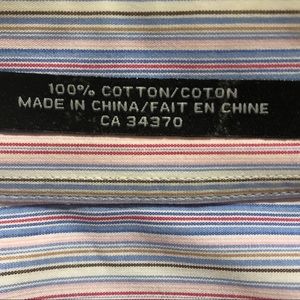 100% COTTON/COTON
MADE IN CHINA/FAIT EN CHINE
CA 34370